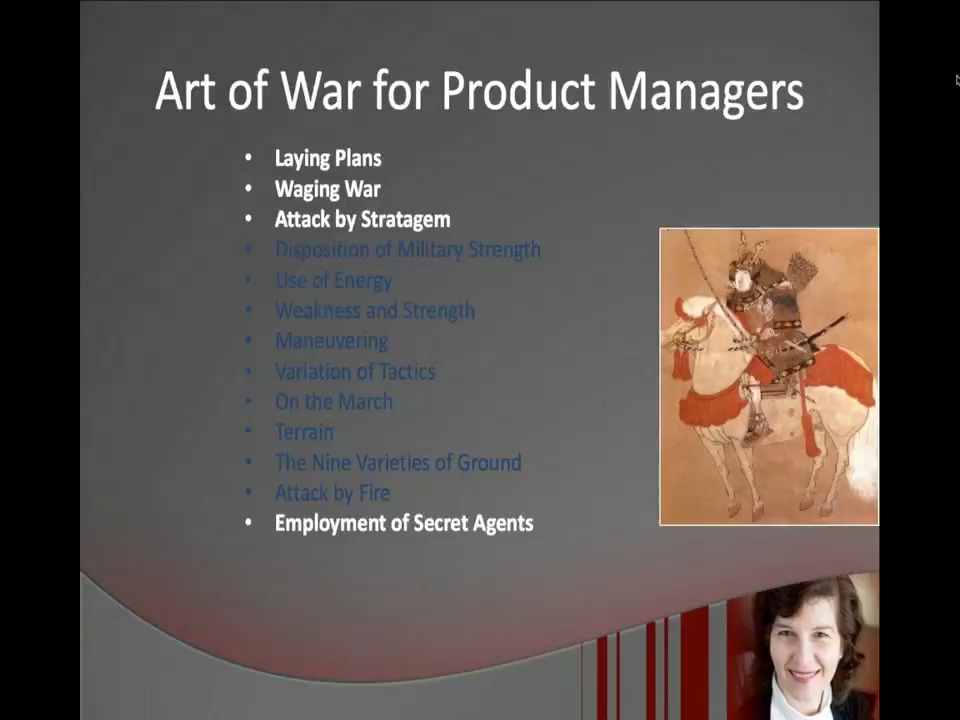 Art of War for Product Managers
• Laying Plans
• Waging War
• Attack by Stratagem
• Disposition of Military Strength
• Use of Energy
• Weakness and Strength
• Maneuvering
• Variation of Tactics
• On the March
• Terrain
• The Nine Varieties of Ground
• Attack by Fire
• Employment of Secret Agents